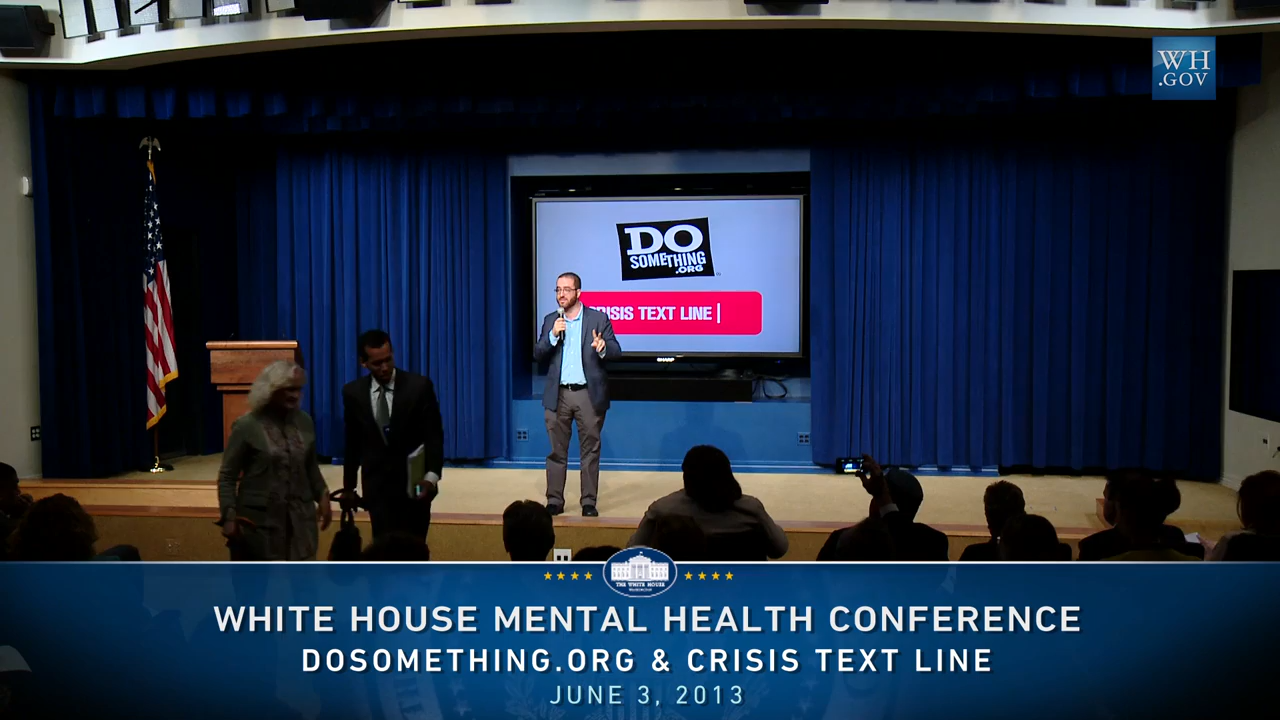 WH
.GOV
DO
SOMETHING
.ORG
CRISIS TEXT LINE
SHARP
THE WHITE HOUSE
WASHINGTON
WHITE HOUSE MENTAL HEALTH CONFERENCE
DOSOMETHING.ORG & CRISIS TEXT LINE
JUNE 3, 2013